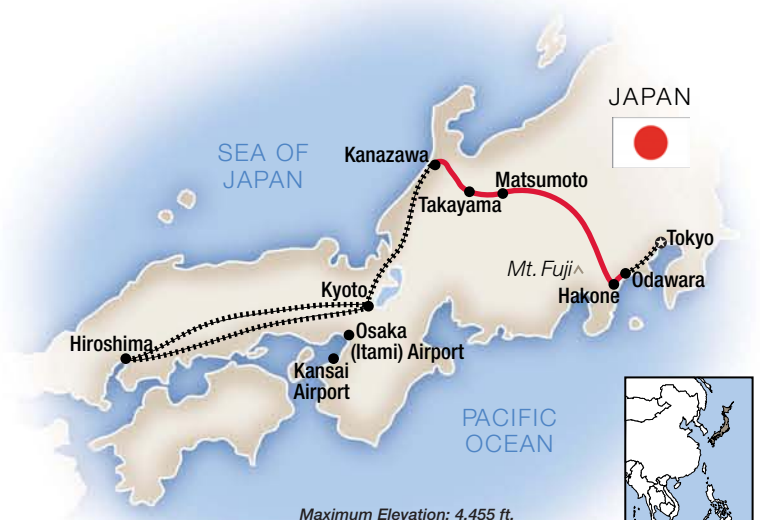 JAPAN
SEA OF
JAPAN
Kanazawa
Matsumoto
Takayama
Tokyo
Mt. Fuji^
Odawara
Hakone
Kyoto
Hiroshima
Osaka
(Itami) Airport
Kansai
Airport
PACIFIC
OCEAN
Maximum Elevation: 4,455 ft.